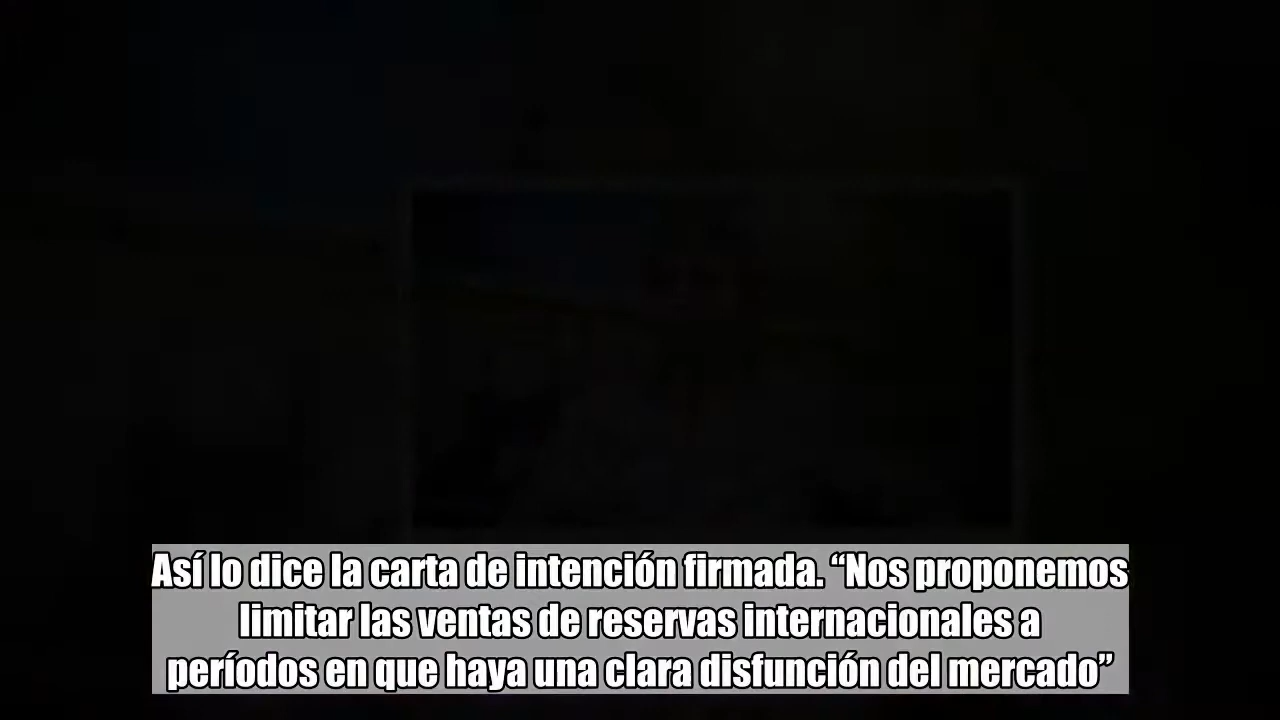 Así lo dice la carta de intención firmada. “Nos proponemos
limitar las ventas de reservas internacionales a
períodos en que haya una clara disfunción del mercado”